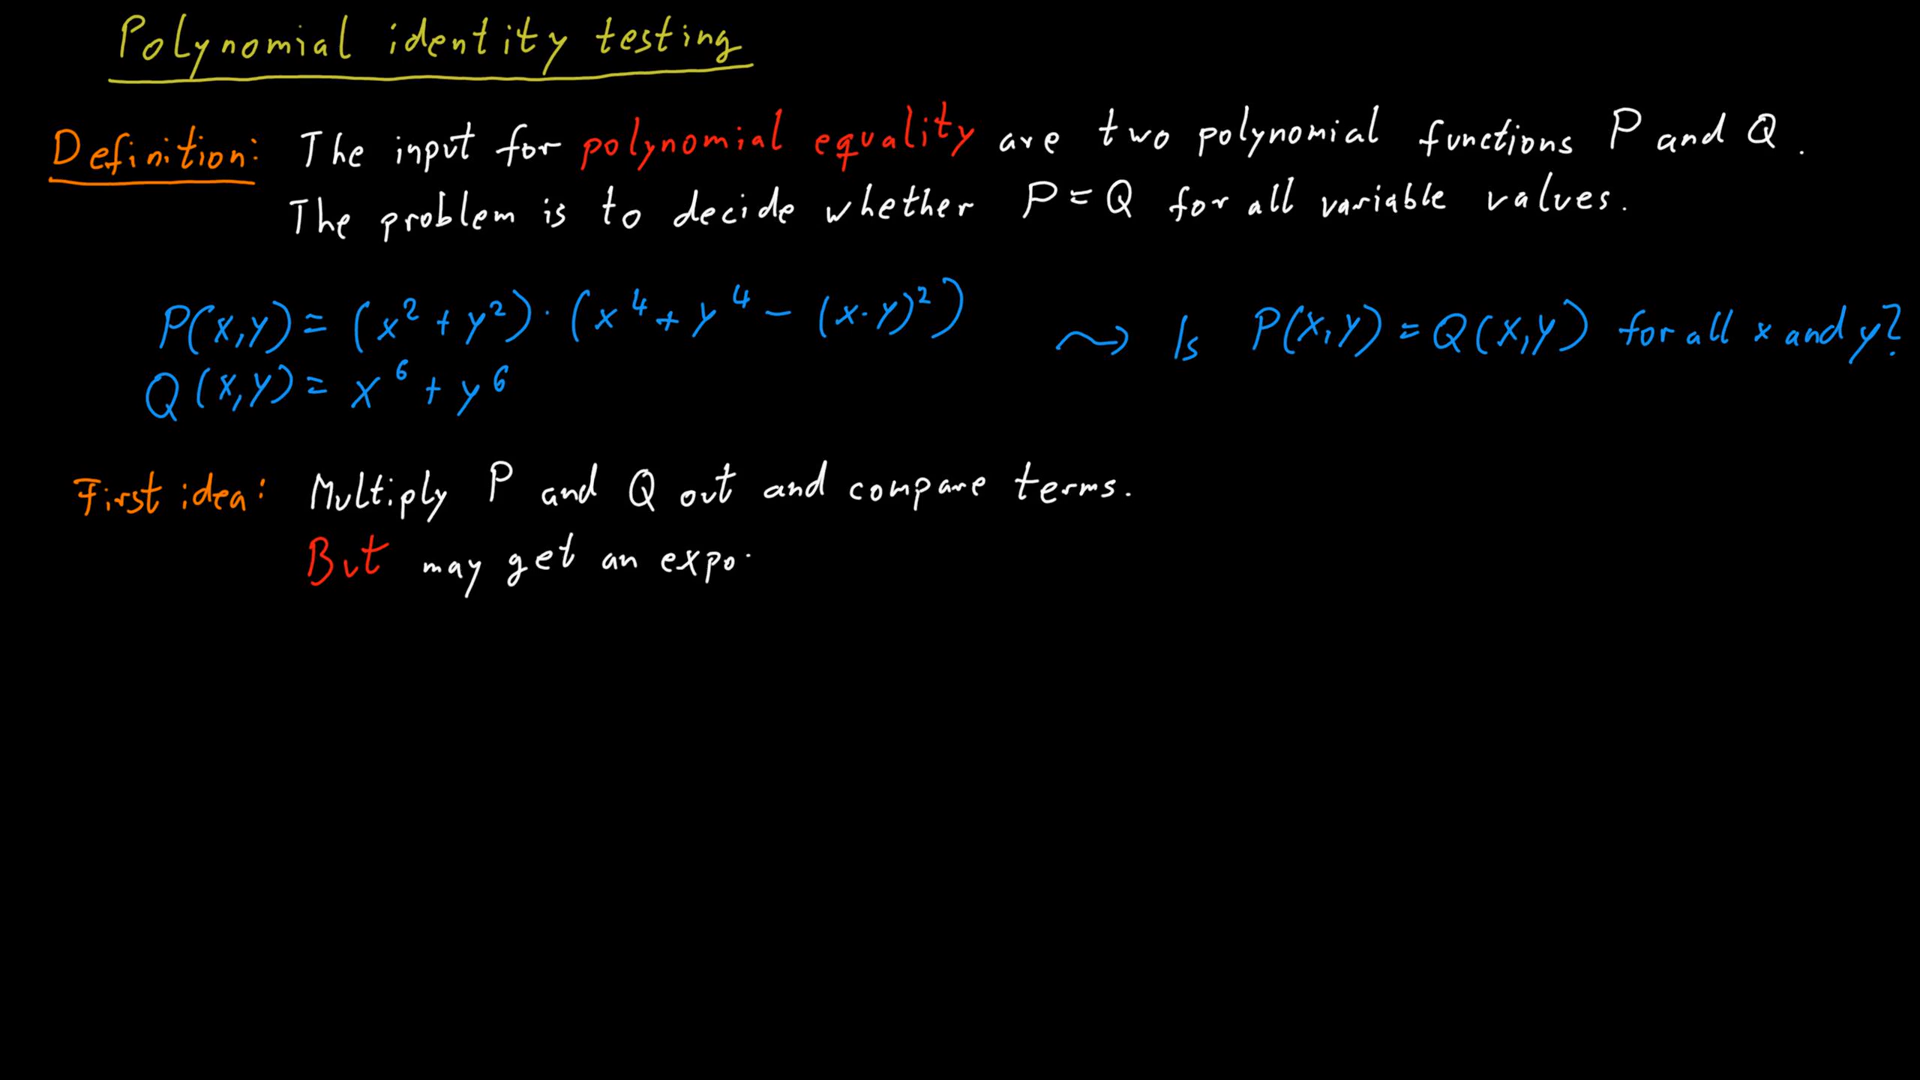 Polynomial identity testing
Definition: The input for polynomial equality are two polynomial functions P and Q.
The problem is to decide whether P = Q for all variable values.
P(x,y) = (x² + y²) · (x⁴ + y⁴ − (x·y)²) ⇝ Is P(x,y) = Q(x,y) for all x and y?
Q(x,y) = x⁶ + y⁶
First idea: Multiply P and Q out and compare terms.
But may get an expo